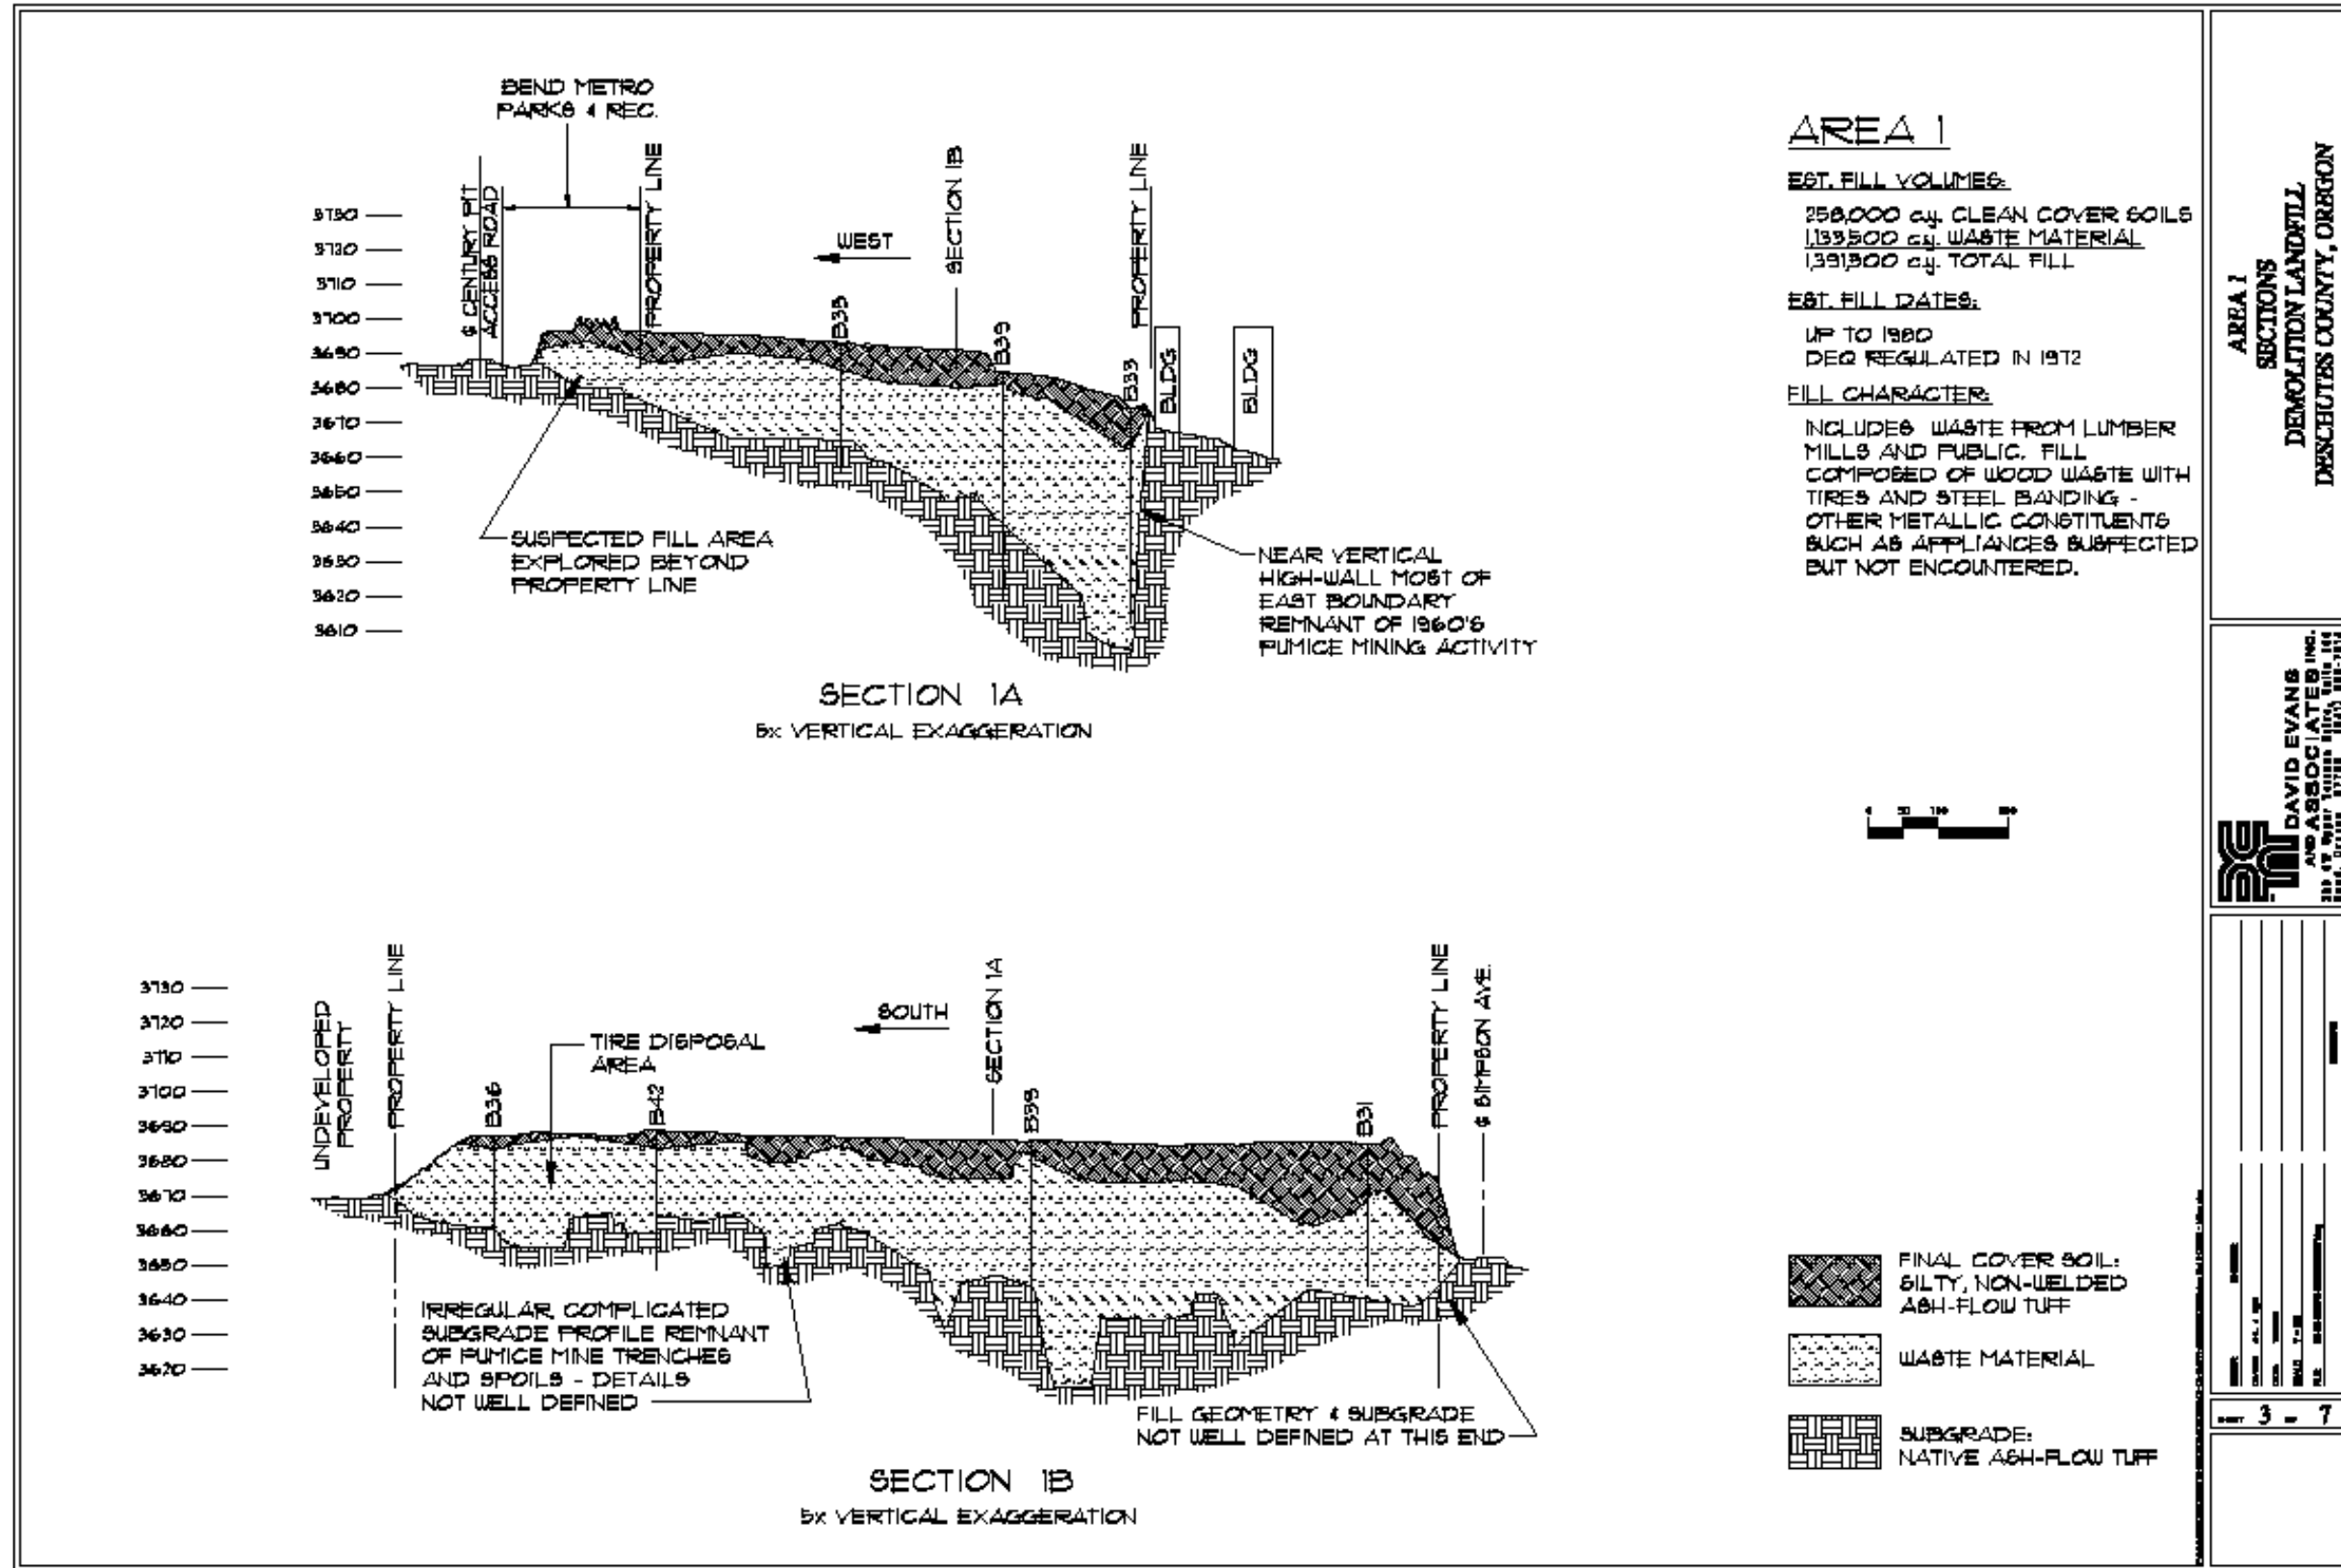 BEND METRO
PARKS & REC.
℄ CENTURY PIT
ACCESS ROAD
PROPERTY LINE
WEST
SECTION 1B
PROPERTY LINE
3730
3720
3710
3700
3690
3680
3670
3660
3650
3640
3630
3620
3610
B35
B39
B33
BLDG
BLDG
SUSPECTED FILL AREA
EXPLORED BEYOND
PROPERTY LINE
NEAR VERTICAL
HIGH-WALL MOST OF
EAST BOUNDARY
REMNANT OF 1960'S
PUMICE MINING ACTIVITY
SECTION 1A
5x VERTICAL EXAGGERATION
AREA 1
EST. FILL VOLUMES:
258,000 c.y. CLEAN COVER SOILS
1,133,500 c.y. WASTE MATERIAL
1,391,500 c.y. TOTAL FILL
EST. FILL DATES:
UP TO 1980
DEQ REGULATED IN 1972
FILL CHARACTER:
INCLUDES WASTE FROM LUMBER
MILLS AND PUBLIC. FILL
COMPOSED OF WOOD WASTE WITH
TIRES AND STEEL BANDING -
OTHER METALLIC CONSTITUENTS
SUCH AS APPLIANCES SUSPECTED
BUT NOT ENCOUNTERED.
3730
3720
3710
3700
3690
3680
3670
3660
3650
3640
3630
3620
UNDEVELOPED
PROPERTY
PROPERTY LINE
TIRE DISPOSAL
AREA
SOUTH
SECTION 1A
PROPERTY LINE
℄ SIMPSON AVE.
B36
B42
B39
B31
IRREGULAR, COMPLICATED
SUBGRADE PROFILE REMNANT
OF PUMICE MINE TRENCHES
AND SPOILS - DETAILS
NOT WELL DEFINED
FILL GEOMETRY & SUBGRADE
NOT WELL DEFINED AT THIS END
SECTION 1B
5x VERTICAL EXAGGERATION
FINAL COVER SOIL:
SILTY, NON-WELDED
ASH-FLOW TUFF
WASTE MATERIAL
SUBGRADE:
NATIVE ASH-FLOW TUFF
AREA 1
SECTIONS
DEMOLITION LANDFILL
DESCHUTES COUNTY, OREGON
DAVID EVANS
AND ASSOCIATES INC.
3
7